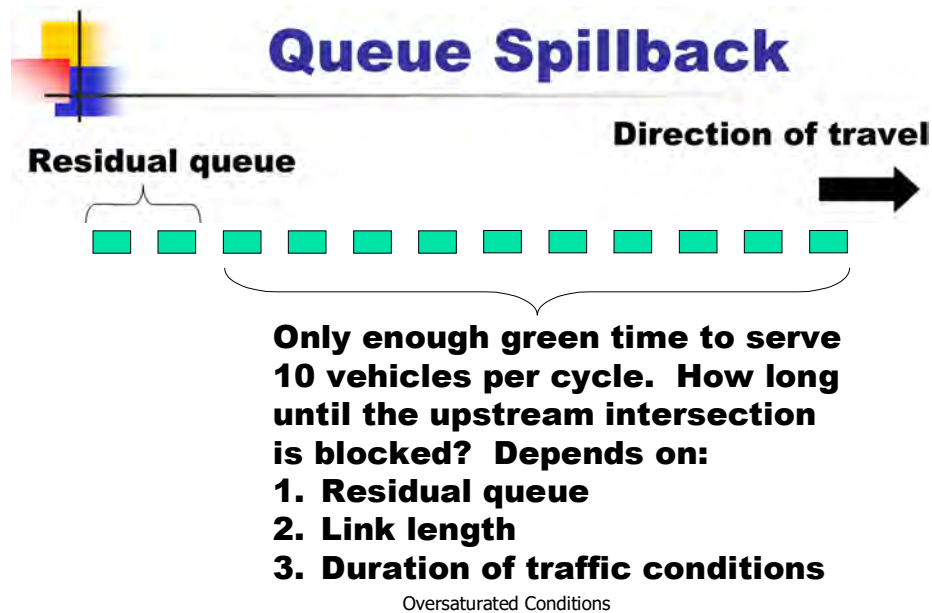 Queue Spillback
Direction of travel
Residual queue
Only enough green time to serve
10 vehicles per cycle. How long
until the upstream intersection
is blocked? Depends on:
1. Residual queue
2. Link length
3. Duration of traffic conditions
Oversaturated Conditions